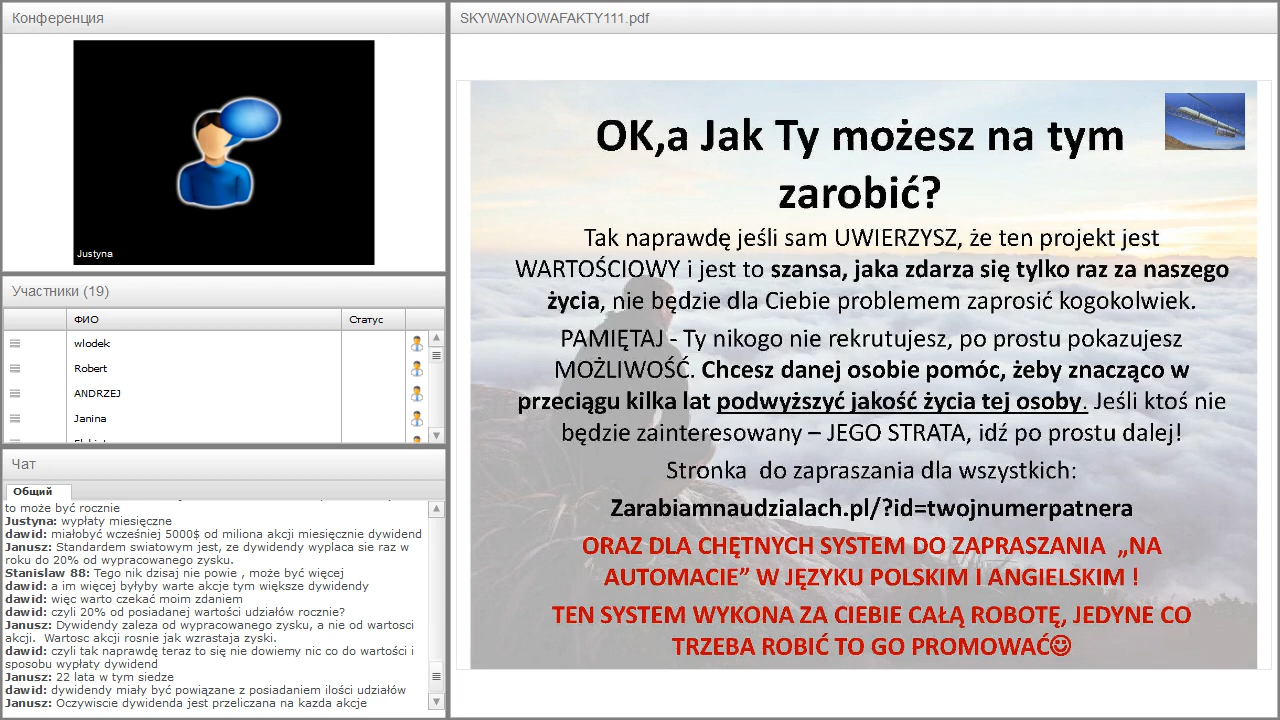 Конференция
Justyna
Участники (19)
ФИО
Статус
wlodek
Robert
ANDRZEJ
Janina
Чат
Общий
to może być rocznie
Justyna: wypłaty miesięczne
dawid: miałobyć wcześniej 5000$ od miliona akcji miesięcznie dywidend
Janusz: Standardem swiatowym jest, ze dywidendy wyplaca sie raz w
roku do 20% od wypracowanego zysku.
Stanislaw 88: Tego nik dzisaj nie powie , może być więcej
dawid: a im więcej byłyby warte akcje tym większe dywidendy
dawid: więc warto czekać moim zdaniem
dawid: czyli 20% od posiadanej wartości udziałów rocznie?
Janusz: Dywidendy zaleza od wypracowanego zysku, a nie od wartosci
akcji. Wartosc akcji rosnie jak wzrastaja zyski.
dawid: czyli tak naprawdę teraz to się nie dowiemy nic co do wartości i
sposobu wypłaty dywidend
Janusz: 22 lata w tym siedze
dawid: dywidendy miały być powiązane z posiadaniem ilości udziałów
Janusz: Oczywiscie dywidenda jest przeliczana na kazda akcje
SKYWAYNOWAFAKTY111.pdf
OK,a Jak Ty możesz na tym
zarobić?
Tak naprawdę jeśli sam UWIERZYSZ, że ten projekt jest
WARTOŚCIOWY i jest to szansa, jaka zdarza się tylko raz za naszego
życia, nie będzie dla Ciebie problemem zaprosić kogokolwiek.
PAMIĘTAJ - Ty nikogo nie rekrutujesz, po prostu pokazujesz
MOŻLIWOŚĆ. Chcesz danej osobie pomóc, żeby znacząco w
przeciągu kilka lat podwyższyć jakość życia tej osoby. Jeśli ktoś nie
będzie zainteresowany – JEGO STRATA, idź po prostu dalej!
Stronka do zapraszania dla wszystkich:
Zarabiamnaudzialach.pl/?id=twojnumerpatnera
ORAZ DLA CHĘTNYCH SYSTEM DO ZAPRASZANIA „NA
AUTOMACIE” W JĘZYKU POLSKIM I ANGIELSKIM !
TEN SYSTEM WYKONA ZA CIEBIE CAŁĄ ROBOTĘ, JEDYNE CO
TRZEBA ROBIĆ TO GO PROMOWAĆ☺